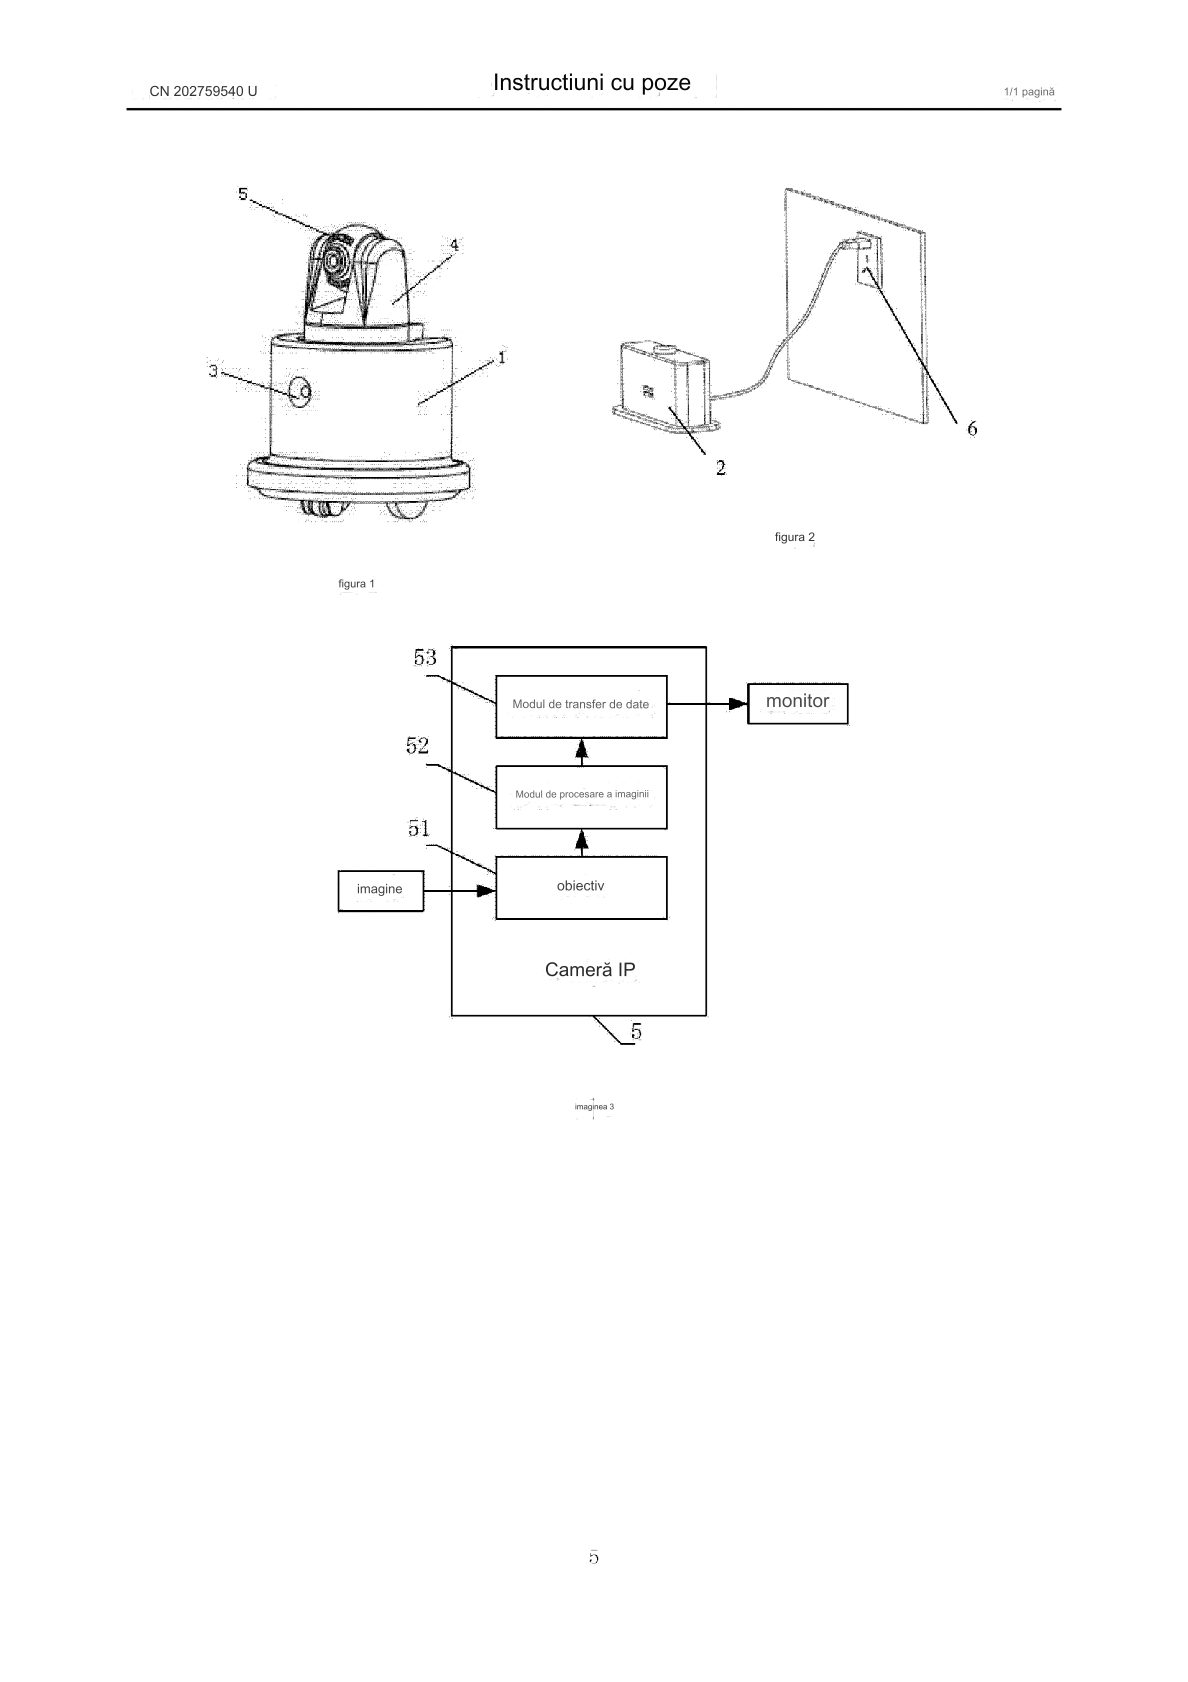 CN 202759540 U
Instructiuni cu poze
1/1 pagină
5
4
3
1
6
2
figura 2
figura 1
53
Modul de transfer de date
monitor
52
Modul de procesare a imaginii
51
imagine
obiectiv
Cameră IP
5
imaginea 3
5